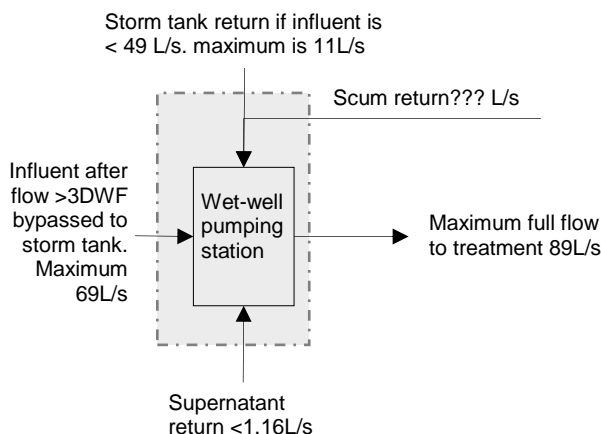 Storm tank return if influent is
< 49 L/s. maximum is 11L/s
Scum return??? L/s
Influent after
flow >3DWF
bypassed to
storm tank.
Maximum
69L/s
Wet-well
pumping
station
Maximum full flow
to treatment 89L/s
Supernatant
return <1.16L/s